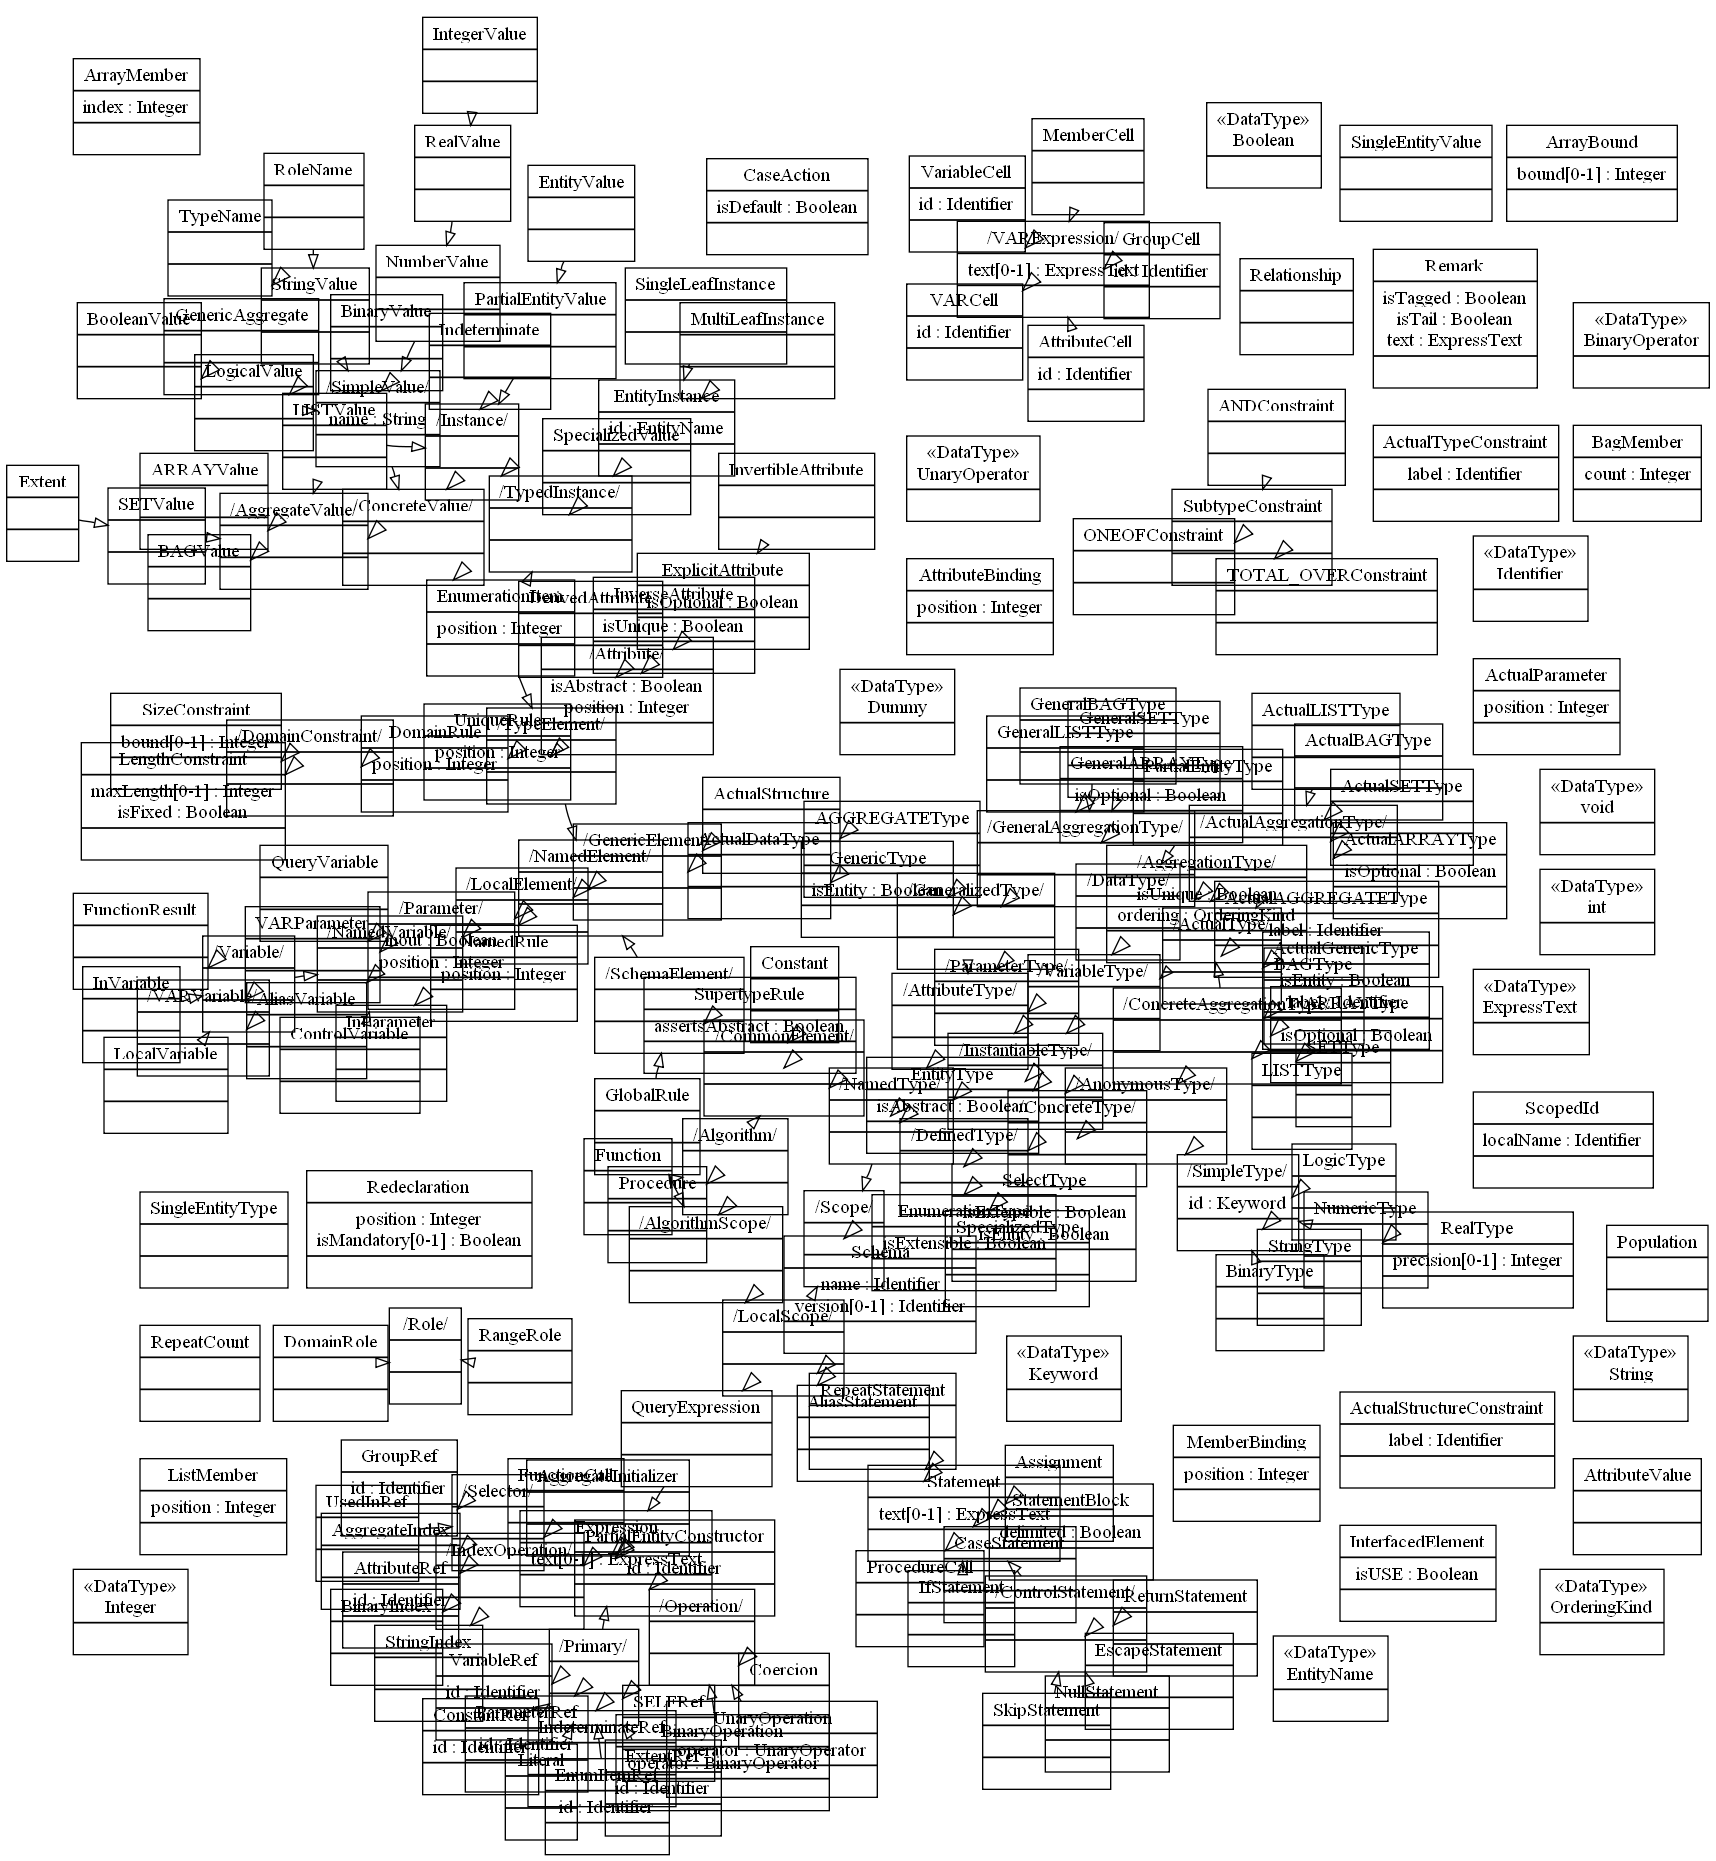 IntegerValue
ArrayMember
index : Integer
RealValue
RoleName
TypeName
EntityValue
CaseAction
isDefault : Boolean
VariableCell
id : Identifier
MemberCell
«DataType»
Boolean
SingleEntityValue
ArrayBound
bound[0-1] : Integer
/VARExpression/
text[0-1] : ExpressText
GroupCell
id : Identifier
VARCell
id : Identifier
AttributeCell
id : Identifier
Relationship
Remark
isTagged : Boolean
isTail : Boolean
text : ExpressText
«DataType»
BinaryOperator
NumberValue
StringValue
BinaryValue
PartialEntityValue
Indeterminate
SingleLeafInstance
MultiLeafInstance
BooleanValue
GenericAggregate
LogicalValue
/SimpleValue/
name : String
LISTValue
/Instance/
EntityInstance
id : EntityName
SpecializedValue
ANDConstraint
«DataType»
UnaryOperator
ActualTypeConstraint
label : Identifier
BagMember
count : Integer
Extent
ARRAYValue
SETValue
BAGValue
/AggregateValue/
/ConcreteValue/
/TypedInstance/
InvertibleAttribute
SubtypeConstraint
ONEOFConstraint
TOTAL_OVERConstraint
«DataType»
Identifier
AttributeBinding
position : Integer
EnumerationItem
position : Integer
DerivedAttribute
ExplicitAttribute
isOptional : Boolean
InverseAttribute
isUnique : Boolean
/Attribute/
isAbstract : Boolean
position : Integer
«DataType»
Dummy
ActualParameter
position : Integer
SizeConstraint
bound[0-1] : Integer
LengthConstraint
maxLength[0-1] : Integer
isFixed : Boolean
/DomainConstraint/
DomainRule
position : Integer
UniqueRule
position : Integer
/TypeElement/
GeneralBAGType
GeneralSETType
GeneralLISTType
GeneralARRAYType
isOptional : Boolean
PartialEntityType
ActualLISTType
ActualBAGType
ActualSETType
ActualARRAYType
isOptional : Boolean
«DataType»
void
«DataType»
int
ActualStructure
AGGREGATEType
/GenericElement/
ActualDataType
GenericType
isEntity : Boolean
/GeneralizedType/
/GeneralAggregationType/
/ActualAggregationType/
/AggregationType/
isUnique : Boolean
ordering : OrderingKind
/DataType/
/ActualType/
ActualAGGREGATEType
label : Identifier
ActualGenericType
isEntity : Boolean
label : Identifier
BAGType
isOptional : Boolean
SETType
LISTType
QueryVariable
/NamedElement/
/LocalElement/
FunctionResult
VARParameter
/Parameter/
position : Integer
/NamedVariable/
NamedRule
position : Integer
/Variable/
InVariable
/VARVariable/
AliasVariable
InParameter
ControlVariable
LocalVariable
/SchemaElement/
Constant
SupertypeRule
assertsAbstract : Boolean
/CommonElement/
/ParameterType/
/VariableType/
/AttributeType/
/ConcreteAggregationType/
«DataType»
ExpressText
/InstantiableType/
/NamedType/
EntityType
isAbstract : Boolean
/ConcreteType/
/AnonymousType/
GlobalRule
/Algorithm/
/DefinedType/
ScopedId
localName : Identifier
Function
Procedure
/AlgorithmScope/
SelectType
isExtensible : Boolean
EnumerationType
isExtensible : Boolean
SpecializedType
isEntity : Boolean
/SimpleType/
id : Keyword
LogicType
NumericType
StringType
BinaryType
RealType
precision[0-1] : Integer
Population
SingleEntityType
Redeclaration
position : Integer
isMandatory[0-1] : Boolean
/Scope/
Schema
name : Identifier
version[0-1] : Identifier
/LocalScope/
RepeatCount
DomainRole
/Role/
RangeRole
«DataType»
Keyword
«DataType»
String
QueryExpression
RepeatStatement
AliasStatement
ActualStructureConstraint
label : Identifier
ListMember
position : Integer
GroupRef
id : Identifier
UsedInRef
/Selector/
FunctionCall
AggregateInitializer
Statement
text[0-1] : ExpressText
Assignment
StatementBlock
delimited : Boolean
MemberBinding
position : Integer
AttributeValue
AggregateIndex
/IndexOperation/
Expression
text[0-1] : ExpressText
PartialEntityConstructor
id : Identifier
CaseStatement
InterfacedElement
isUSE : Boolean
AttributeRef
id : Identifier
BinaryIndex
ProcedureCall
IfStatement
/ControlStatement/
ReturnStatement
«DataType»
Integer
«DataType»
OrderingKind
StringIndex
/Primary/
/Operation/
EscapeStatement
«DataType»
EntityName
VariableRef
id : Identifier
Coercion
NullStatement
SkipStatement
ConstantRef
id : Identifier
ParameterRef
id : Identifier
SELFRef
IndeterminateRef
BinaryOperation
operator : BinaryOperator
UnaryOperation
operator : UnaryOperator
Literal
ExtentRef
id : Identifier
EnumItemRef
id : Identifier